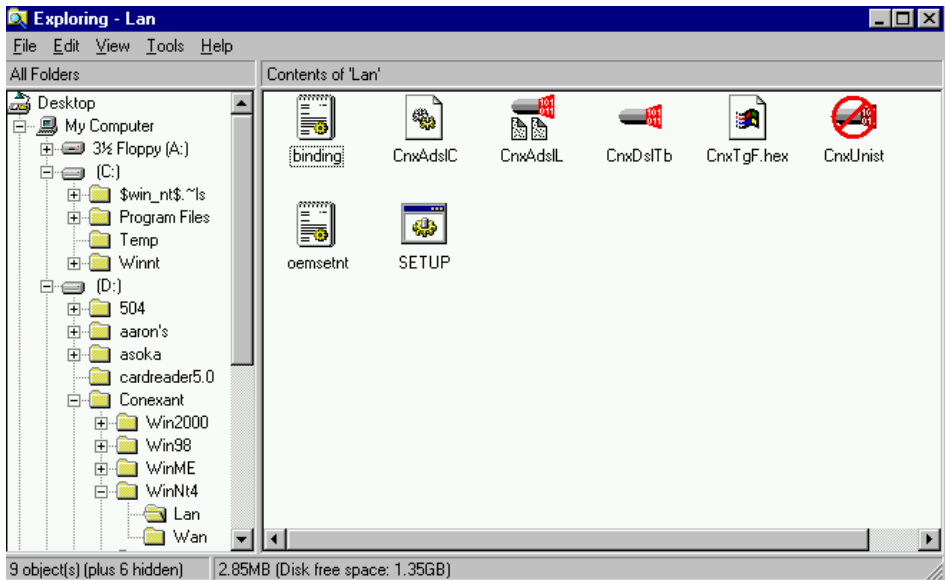 Exploring - Lan
File Edit View Tools Help
All Folders
Contents of 'Lan'
Desktop
My Computer
3½ Floppy (A:)
(C:)
$win_nt$.~ls
Program Files
Temp
Winnt
(D:)
504
aaron's
asoka
cardreader5.0
Conexant
Win2000
Win98
WinME
WinNt4
Lan
Wan
binding CnxAdslC CnxAdslL CnxDslTb CnxTgF.hex CnxUnist
oemsetnt SETUP
9 object(s) (plus 6 hidden) 2.85MB (Disk free space: 1.35GB)